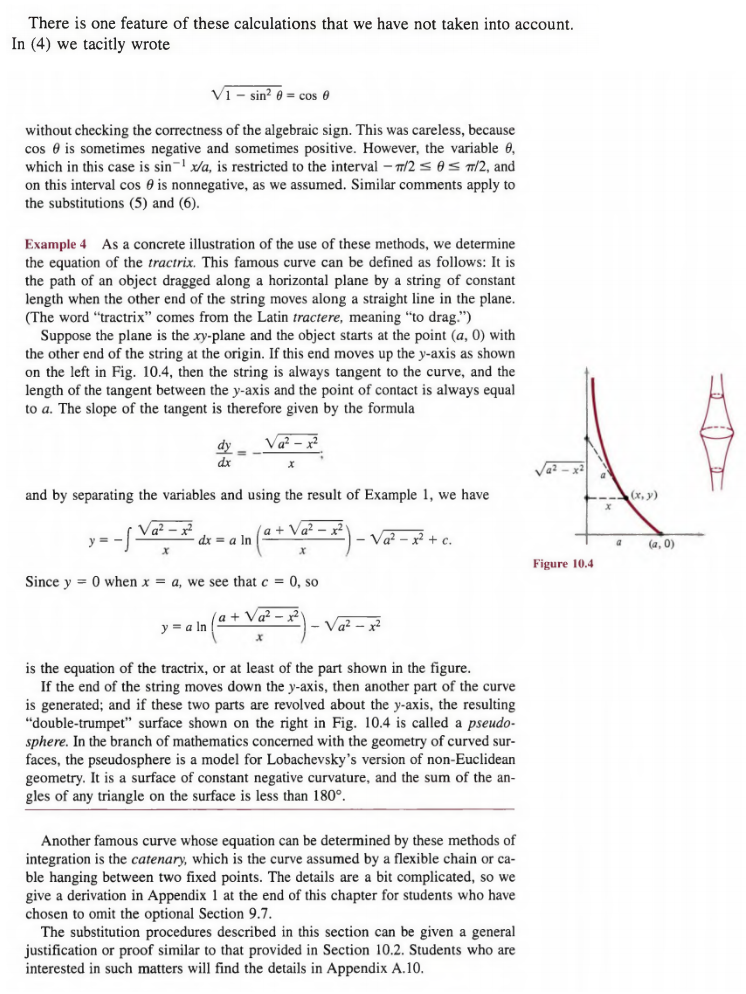 There is one feature of these calculations that we have not taken into account.
In (4) we tacitly wrote
√(1 − sin² θ) = cos θ
without checking the correctness of the algebraic sign. This was careless, because
cos θ is sometimes negative and sometimes positive. However, the variable θ,
which in this case is sin⁻¹ x/a, is restricted to the interval −π/2 ≤ θ ≤ π/2, and
on this interval cos θ is nonnegative, as we assumed. Similar comments apply to
the substitutions (5) and (6).
Example 4 As a concrete illustration of the use of these methods, we determine
the equation of the tractrix. This famous curve can be defined as follows: It is
the path of an object dragged along a horizontal plane by a string of constant
length when the other end of the string moves along a straight line in the plane.
(The word “tractrix” comes from the Latin tractere, meaning “to drag.”)
Suppose the plane is the xy-plane and the object starts at the point (a, 0) with
the other end of the string at the origin. If this end moves up the y-axis as shown
on the left in Fig. 10.4, then the string is always tangent to the curve, and the
length of the tangent between the y-axis and the point of contact is always equal
to a. The slope of the tangent is therefore given by the formula
dy/dx = −√(a² − x²)/x;
and by separating the variables and using the result of Example 1, we have
y = −∫ √(a² − x²)/x dx = a ln ((a + √(a² − x²))/x) − √(a² − x²) + c.
Since y = 0 when x = a, we see that c = 0, so
y = a ln ((a + √(a² − x²))/x) − √(a² − x²)
is the equation of the tractrix, or at least of the part shown in the figure.
If the end of the string moves down the y-axis, then another part of the curve
is generated; and if these two parts are revolved about the y-axis, the resulting
“double-trumpet” surface shown on the right in Fig. 10.4 is called a pseudo-
sphere. In the branch of mathematics concerned with the geometry of curved sur-
faces, the pseudosphere is a model for Lobachevsky’s version of non-Euclidean
geometry. It is a surface of constant negative curvature, and the sum of the an-
gles of any triangle on the surface is less than 180°.
Another famous curve whose equation can be determined by these methods of
integration is the catenary, which is the curve assumed by a flexible chain or ca-
ble hanging between two fixed points. The details are a bit complicated, so we
give a derivation in Appendix 1 at the end of this chapter for students who have
chosen to omit the optional Section 9.7.
The substitution procedures described in this section can be given a general
justification or proof similar to that provided in Section 10.2. Students who are
interested in such matters will find the details in Appendix A.10.
√(a² − x²)
a
(x, y)
x
a
(a, 0)
Figure 10.4